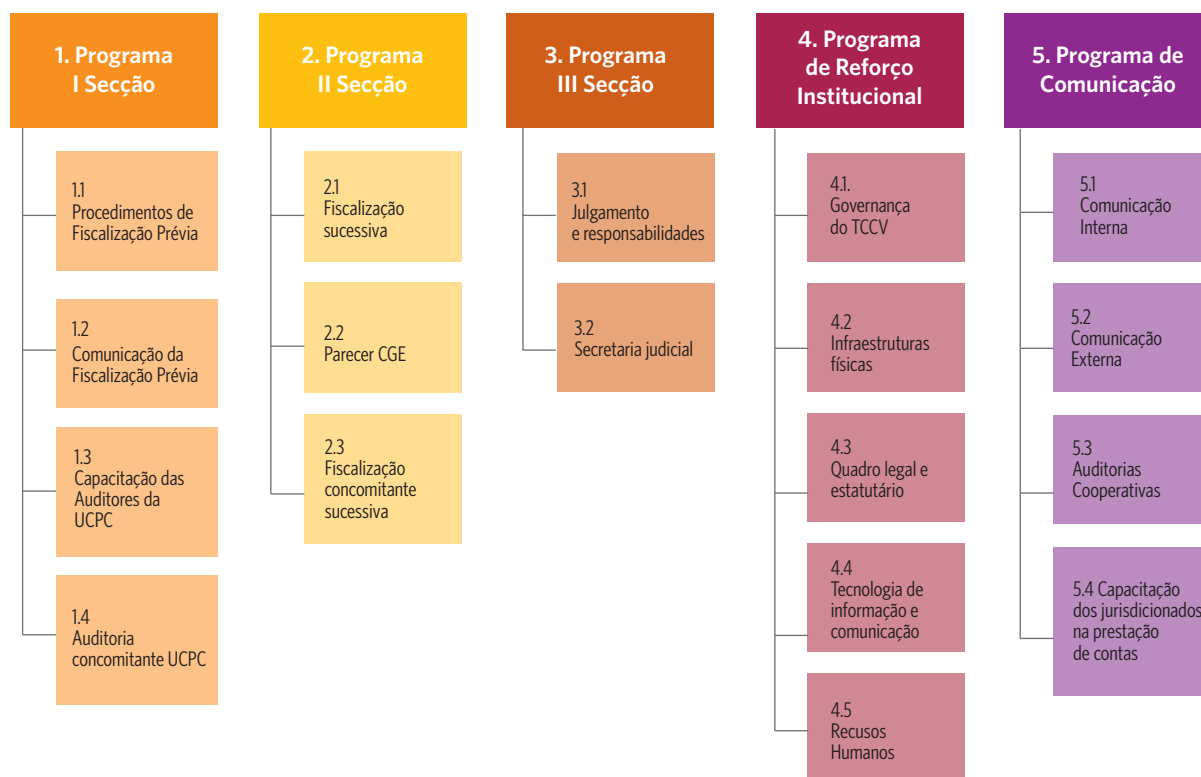 1. Programa
I Secção
1.1
Procedimentos de
Fiscalização Prévia
1.2
Comunicação da
Fiscalização Prévia
1.3
Capacitação das
Auditores da
UCPC
1.4
Auditoria
concomitante UCPC
2. Programa
II Secção
2.1
Fiscalização
sucessiva
2.2
Parecer CGE
2.3
Fiscalização
concomitante
sucessiva
3. Programa
III Secção
3.1
Julgamento
e responsabilidades
3.2
Secretaria judicial
4. Programa
de Reforço
Institucional
4.1.
Governança
do TCCV
4.2
Infraestruturas
físicas
4.3
Quadro legal e
estatutário
4.4
Tecnologia de
informação e
comunicação
4.5
Recusos
Humanos
5. Programa de
Comunicação
5.1
Comunicação
Interna
5.2
Comunicação
Externa
5.3
Auditorias
Cooperativas
5.4 Capacitação
dos jurisdicionados
na prestação
de contas